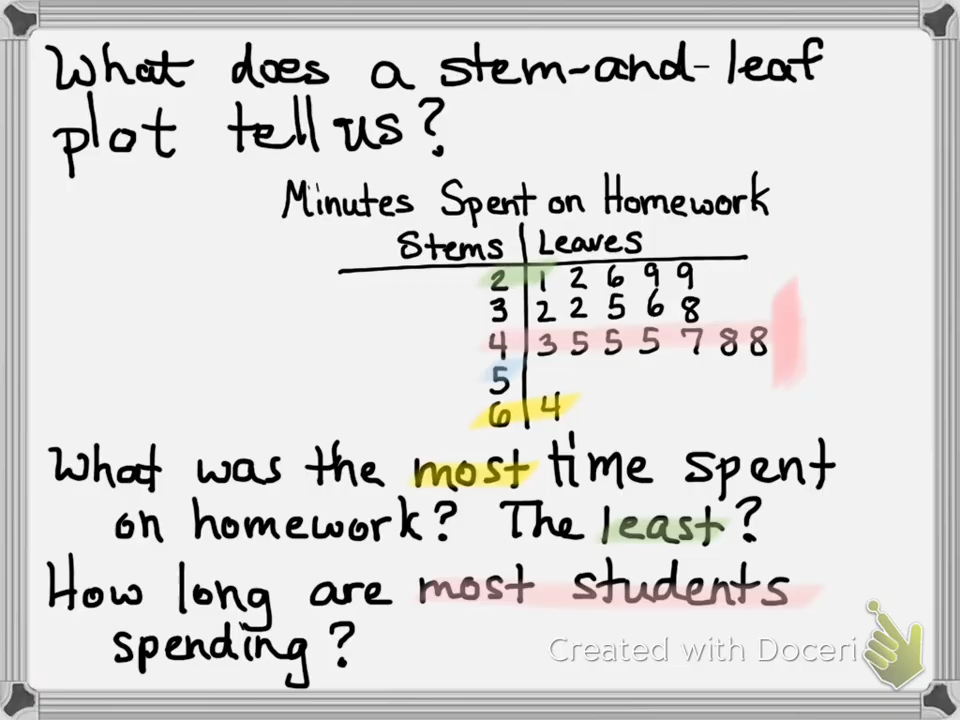 What does a stem-and-leaf
plot tell us?
Minutes Spent on Homework
Stems | Leaves
2 | 1 2 6 9 9
3 | 2 2 5 6 8
4 | 3 5 5 5 7 8 8
5 |
6 | 4
What was the most time spent
on homework? The least?
How long are most students
spending?
Created with Doceri